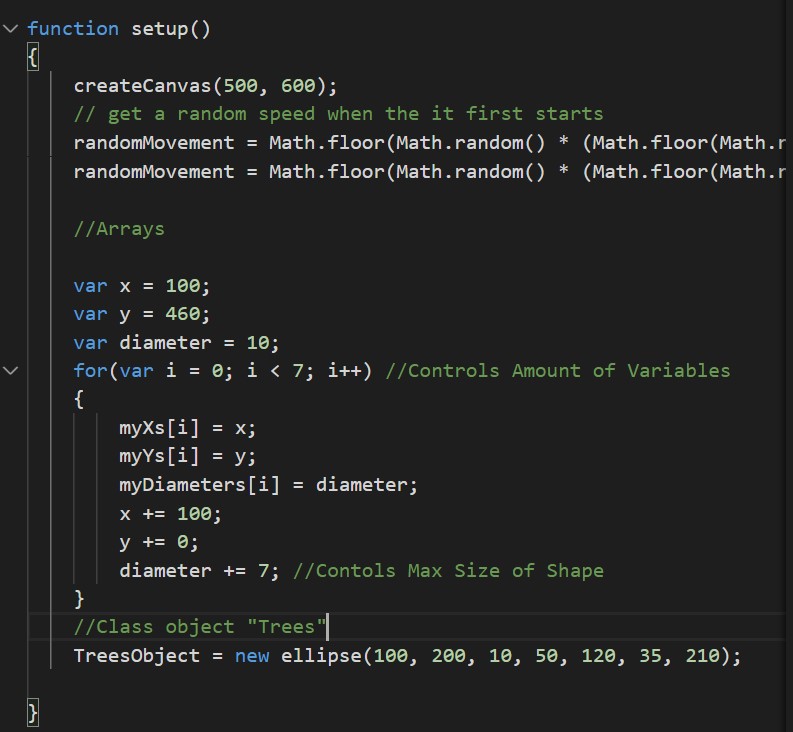 function setup()
{
createCanvas(500, 600);
// get a random speed when the it first starts
randomMovement = Math.floor(Math.random() * (Math.floor(Math.r
randomMovement = Math.floor(Math.random() * (Math.floor(Math.r
//Arrays
var x = 100;
var y = 460;
var diameter = 10;
for(var i = 0; i < 7; i++) //Controls Amount of Variables
{
myXs[i] = x;
myYs[i] = y;
myDiameters[i] = diameter;
x += 100;
y += 0;
diameter += 7; //Contols Max Size of Shape
}
//Class object "Trees"
TreesObject = new ellipse(100, 200, 10, 50, 120, 35, 210);
}